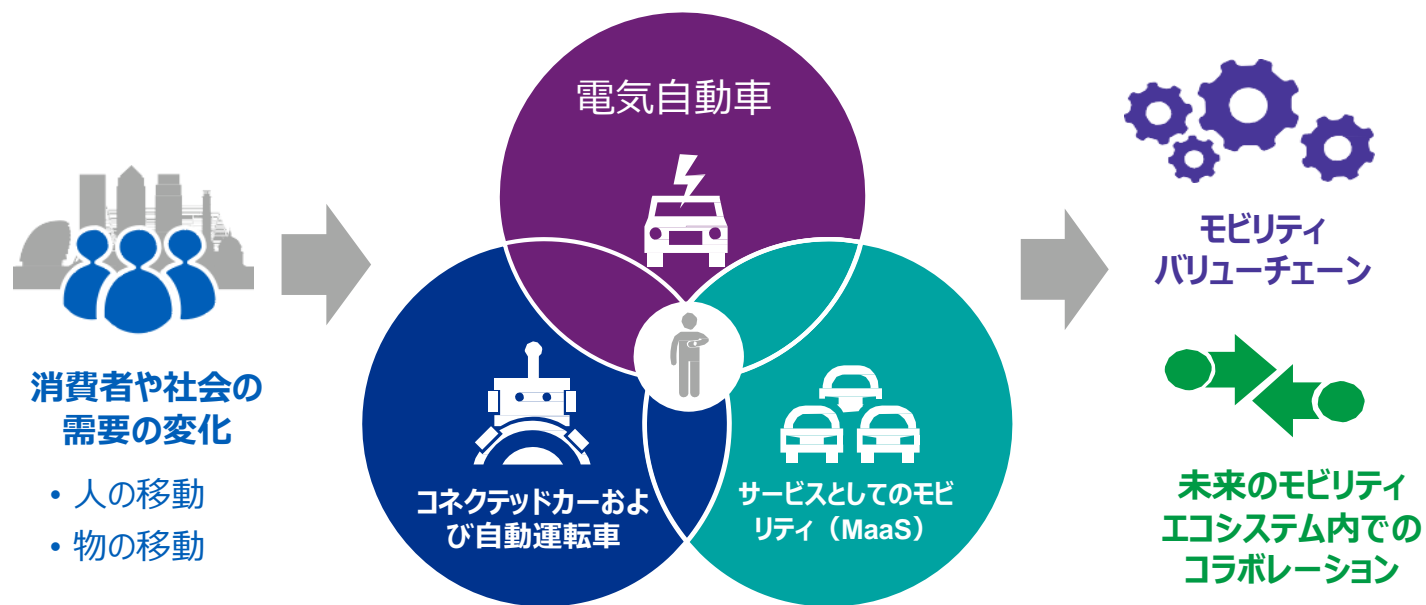 電気自動車
消費者や社会の
需要の変化
• 人の移動
• 物の移動
コネクテッドカーおよ
び自動運転車
サービスとしてのモビ
リティ（MaaS）
モビリティ
バリューチェーン
未来のモビリティ
エコシステム内での
コラボレーション